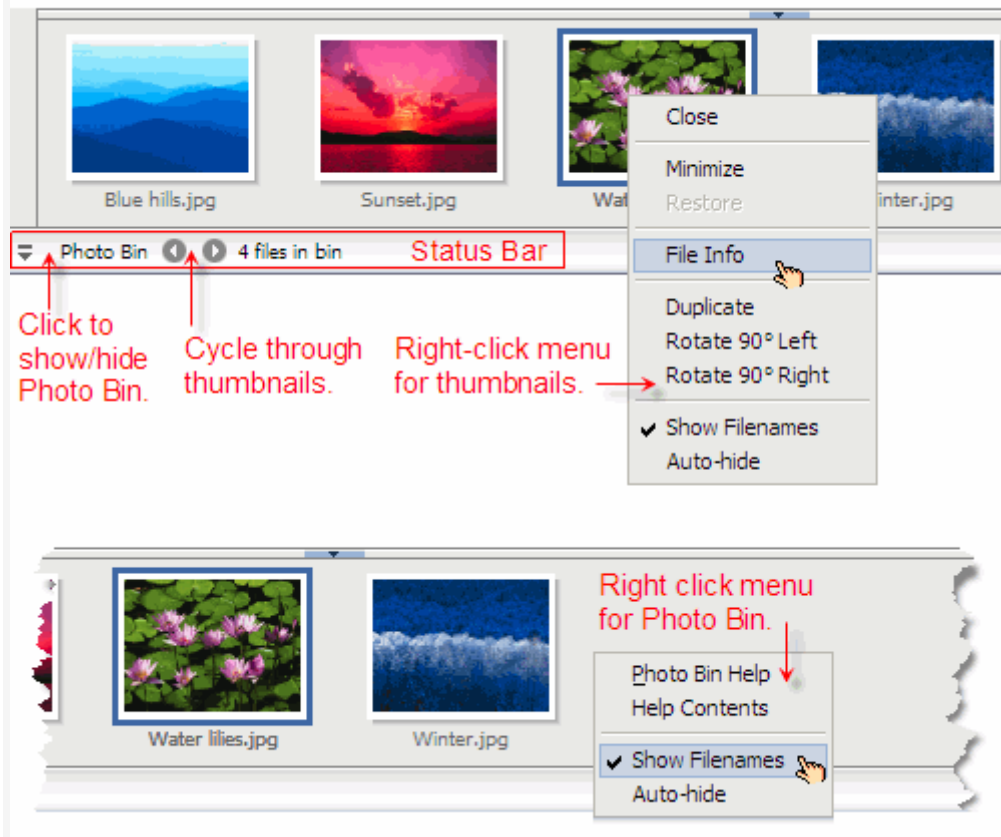 Blue hills.jpg
Sunset.jpg
Wat
inter.jpg
Close
Minimize
Restore
File Info
Duplicate
Rotate 90° Left
Rotate 90° Right
Show Filenames
Auto-hide
Photo Bin
4 files in bin
Status Bar
Click to
show/hide
Photo Bin.
Cycle through
thumbnails.
Right-click menu
for thumbnails.
Water lilies.jpg
Winter.jpg
Right click menu
for Photo Bin.
Photo Bin Help
Help Contents
Show Filenames
Auto-hide